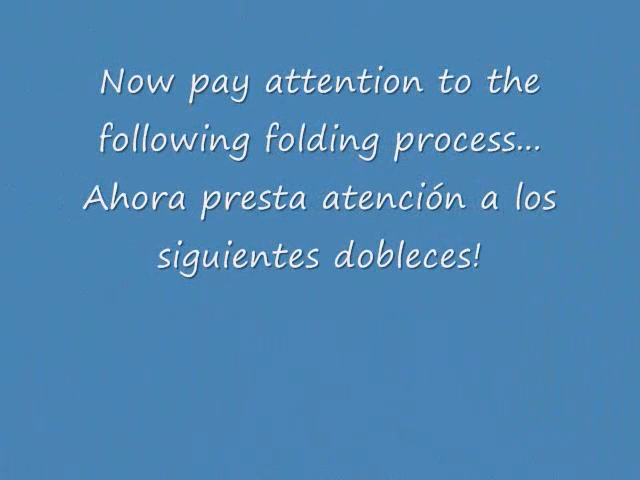 Now pay attention to the
following folding process...
Ahora presta atención a los
siguientes dobleces!